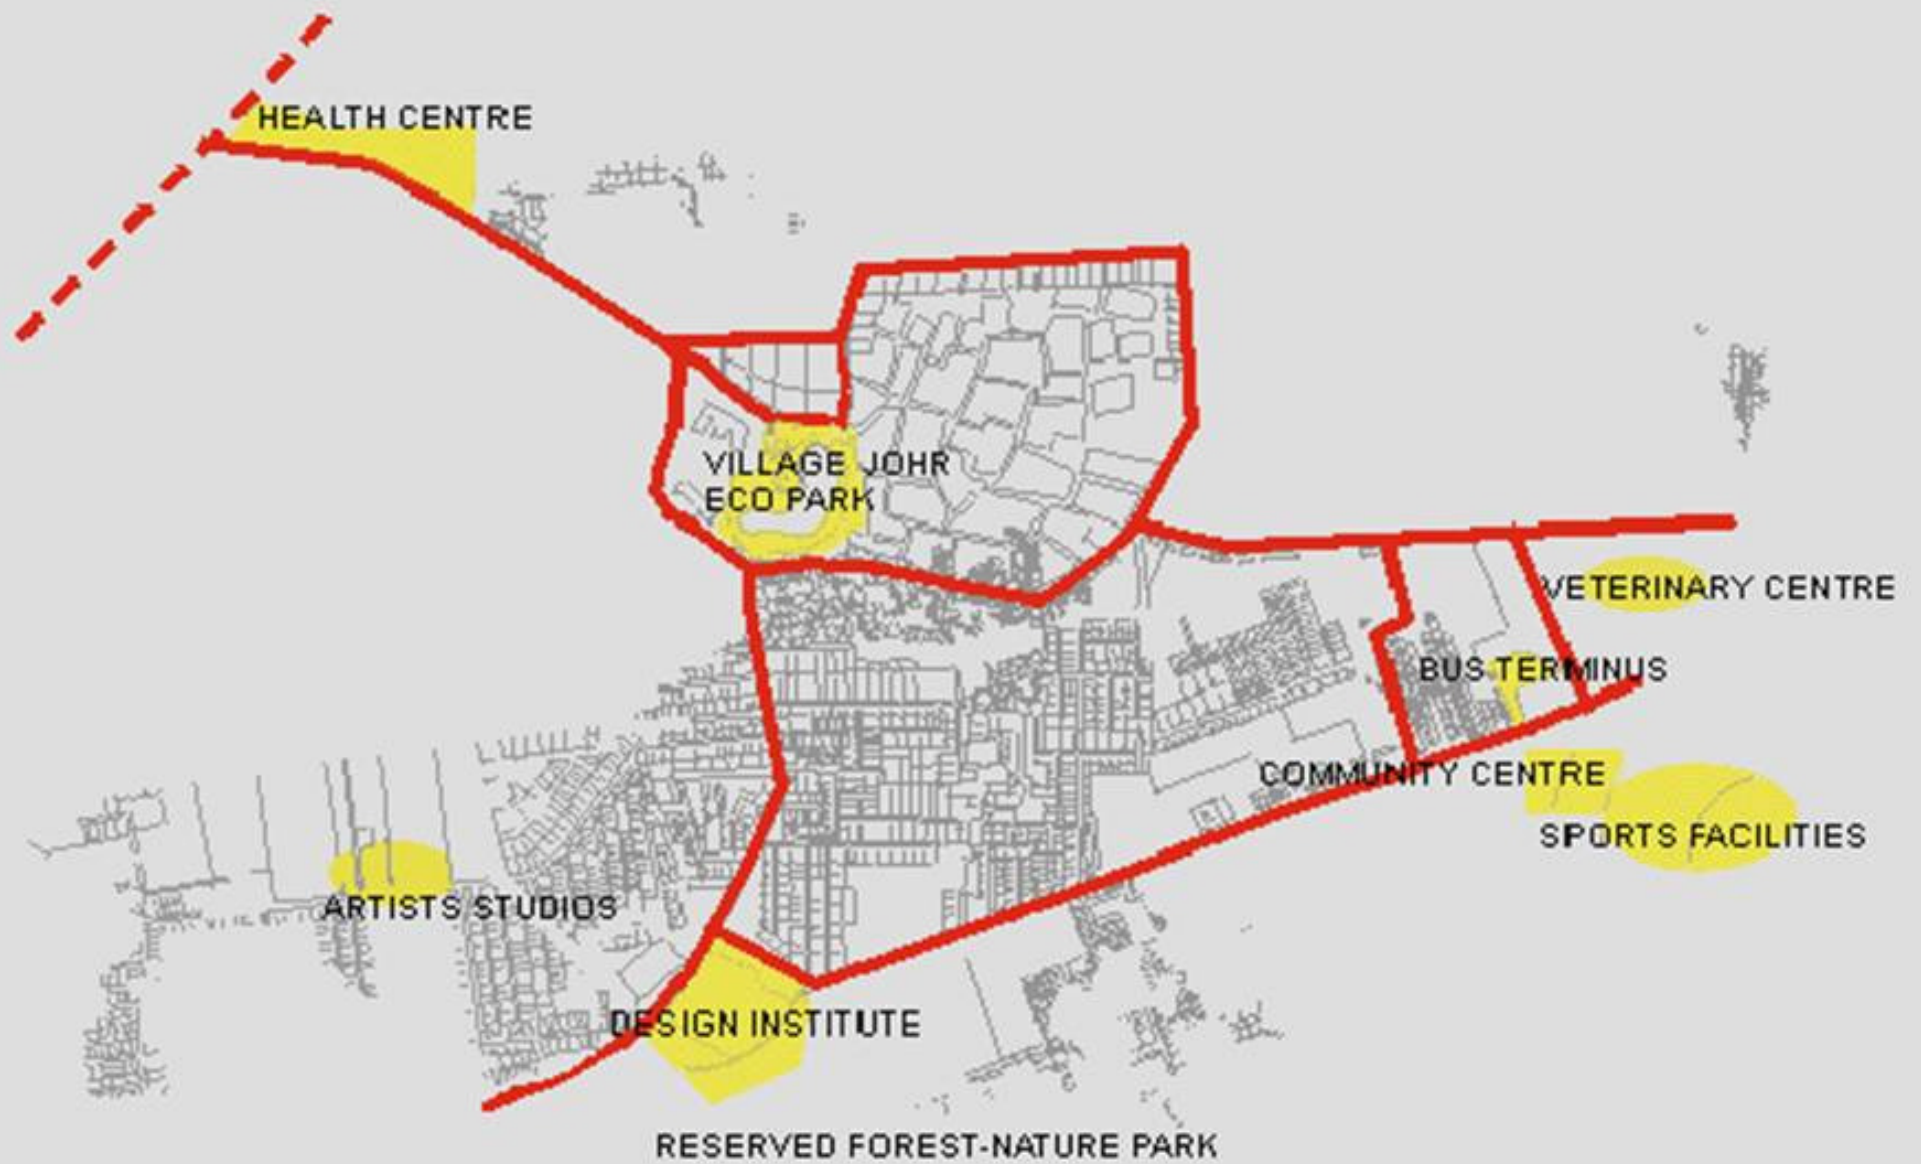 HEALTH CENTRE
VILLAGE JOHR
ECO PARK
VETERINARY CENTRE
BUS TERMINUS
COMMUNITY CENTRE
SPORTS FACILITIES
ARTISTS STUDIOS
DESIGN INSTITUTE
RESERVED FOREST-NATURE PARK